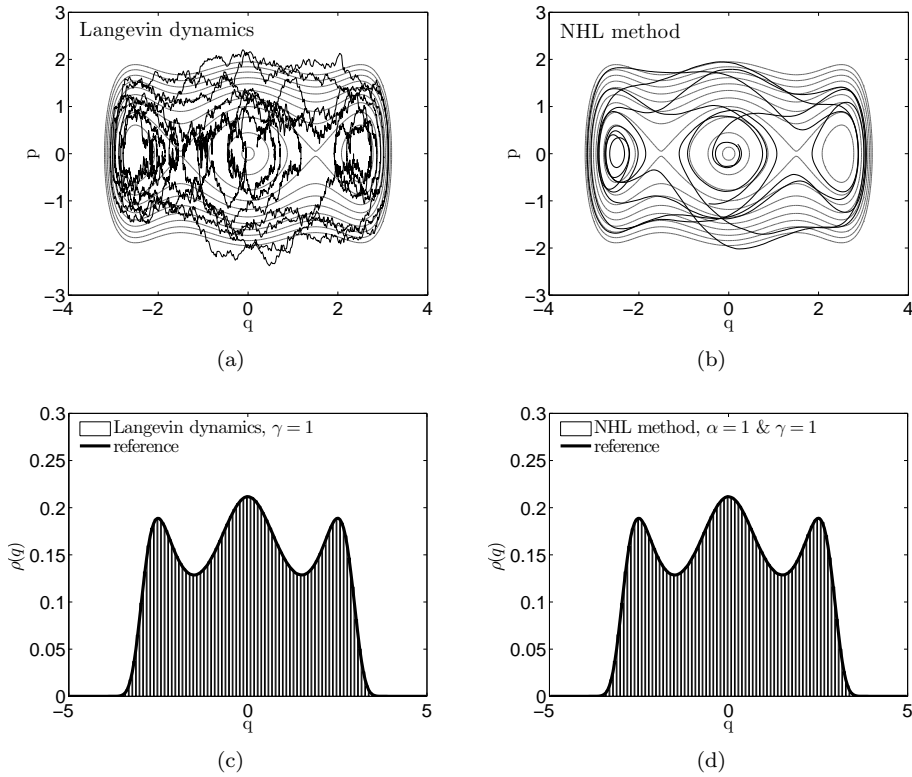 Langevin dynamics
3
2
1
0
−1
−2
−3
p
−4
−2
0
2
4
q
(a)
NHL method
3
2
1
0
−1
−2
−3
p
−4
−2
0
2
4
q
(b)
Langevin dynamics, γ = 1
reference
0.3
0.25
0.2
0.15
0.1
0.05
0
ρ(q)
−5
0
5
q
(c)
NHL method, α = 1 & γ = 1
reference
0.3
0.25
0.2
0.15
0.1
0.05
0
ρ(q)
−5
0
5
q
(d)